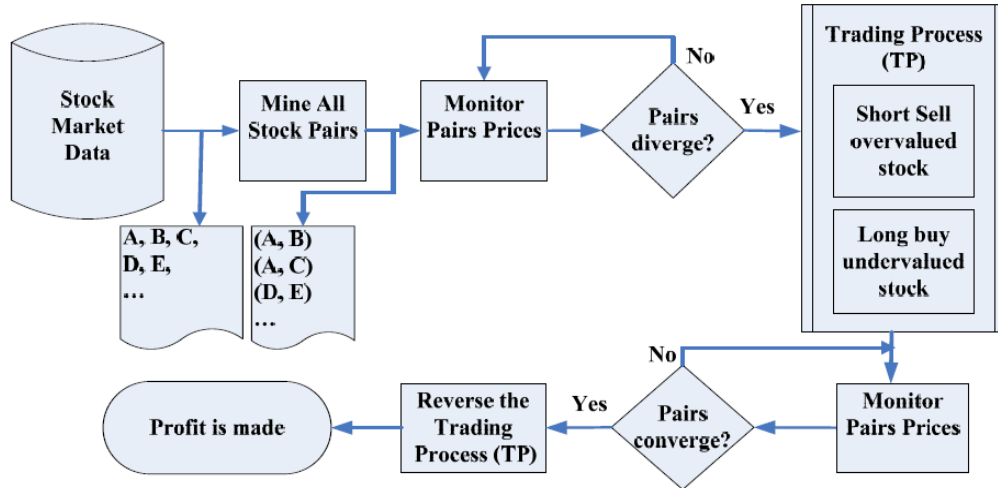 Stock
Market
Data
Mine All
Stock Pairs
Monitor
Pairs Prices
No
Pairs
diverge?
Yes
Trading Process
(TP)
Short Sell
overvalued
stock
Long buy
undervalued
stock
A, B, C,
D, E,
...
(A, B)
(A, C)
(D, E)
...
No
Monitor
Pairs Prices
Pairs
converge?
Yes
Reverse the
Trading
Process (TP)
Profit is made